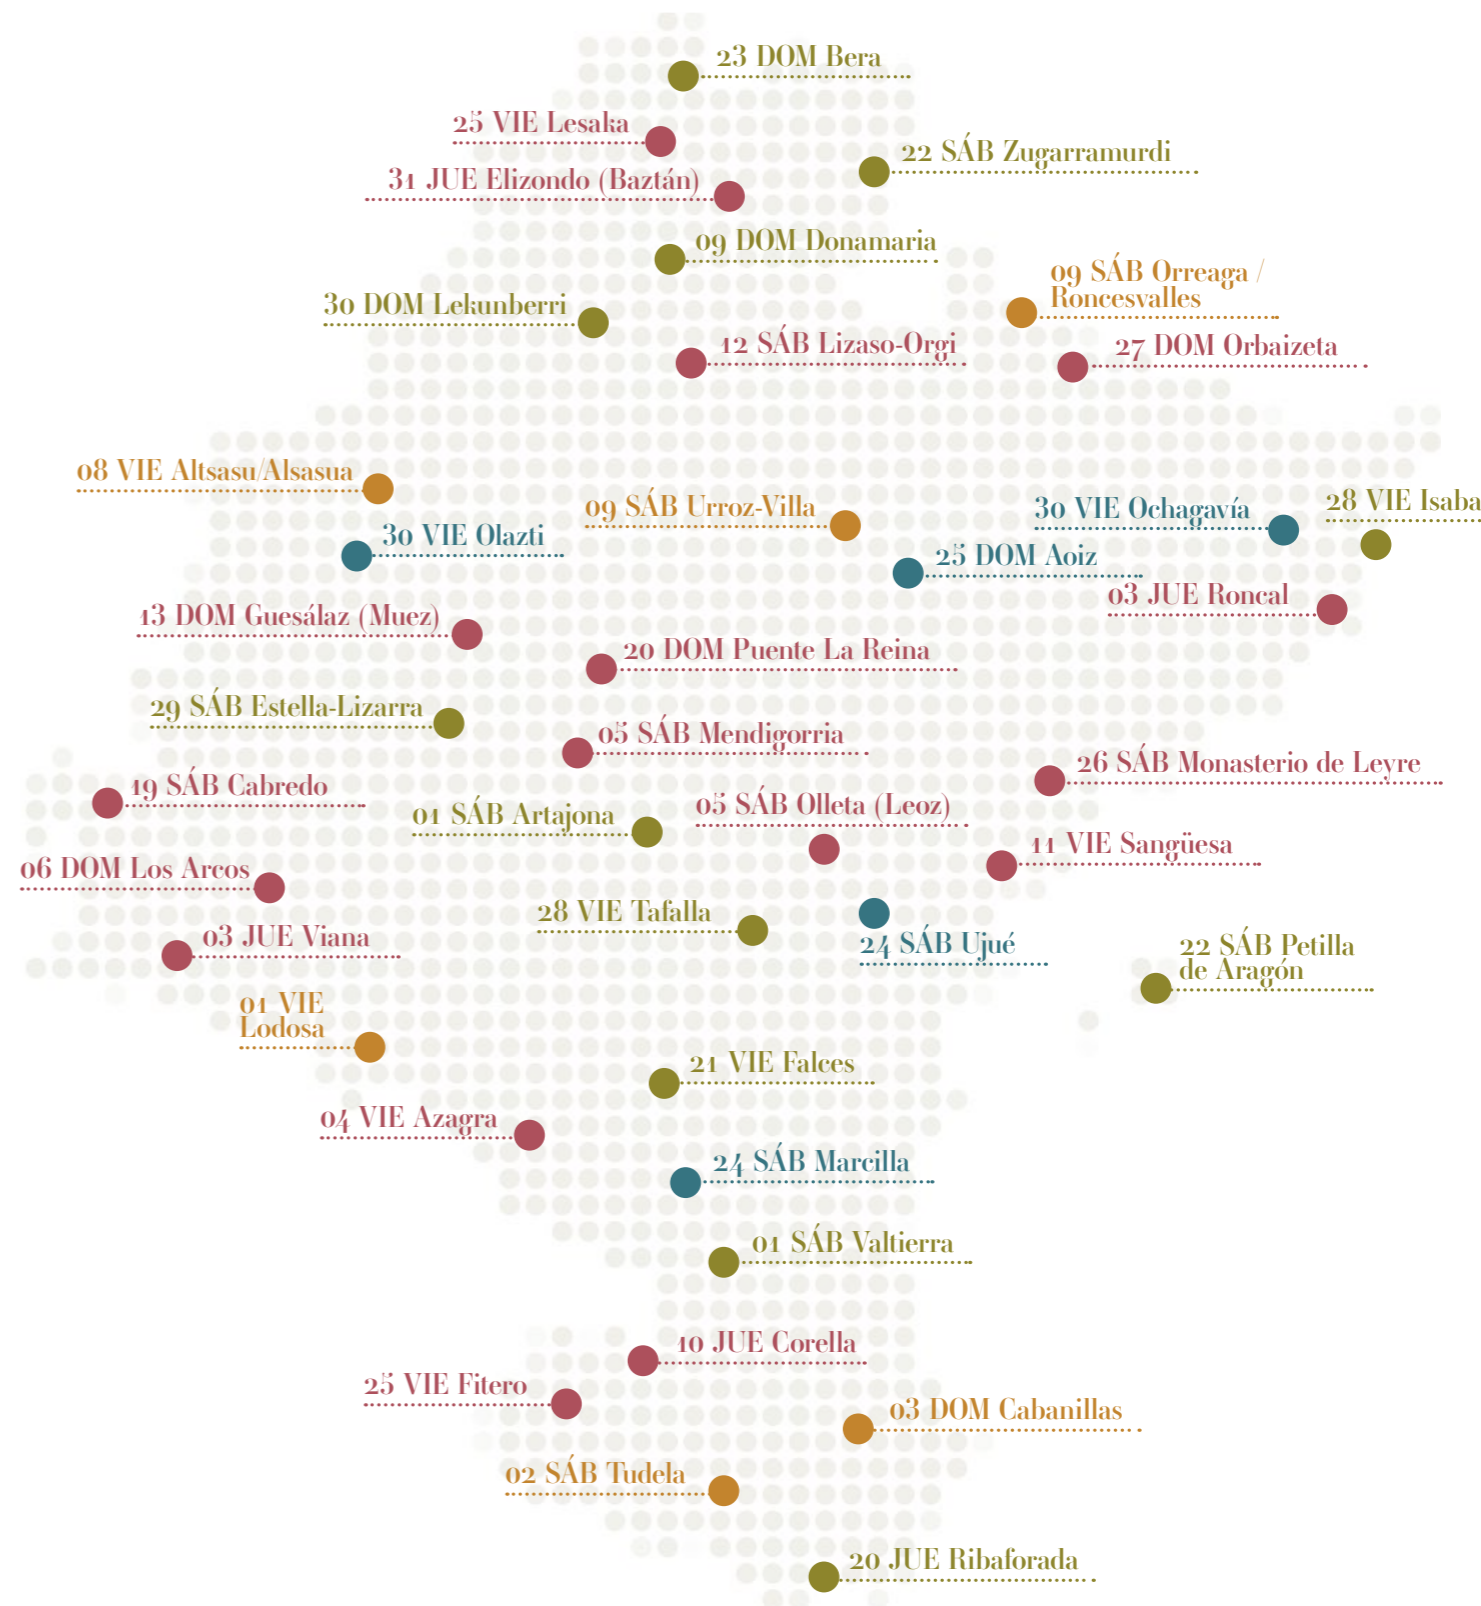 23 DOM Bera
25 VIE Lesaka
22 SÁB Zugarramurdi
31 JUE Elizondo (Baztán)
09 DOM Donamaria
09 SÁB Orreaga /
Roncesvalles
30 DOM Lekunberri
12 SÁB Lizaso-Orgi
27 DOM Orbaizeta
08 VIE Altsasu/Alsasua
09 SÁB Urroz-Villa
30 VIE Ochagavía
28 VIE Isaba
30 VIE Olazti
25 DOM Aoiz
03 JUE Roncal
13 DOM Guesálaz (Muez)
20 DOM Puente La Reina
29 SÁB Estella-Lizarra
05 SÁB Mendigorria
26 SÁB Monasterio de Leyre
19 SÁB Cabredo
01 SÁB Artajona
05 SÁB Olleta (Leoz)
11 VIE Sangüesa
06 DOM Los Arcos
28 VIE Tafalla
03 JUE Viana
24 SÁB Ujué
22 SÁB Petilla
de Aragón
01 VIE
Lodosa
21 VIE Falces
04 VIE Azagra
24 SÁB Marcilla
01 SÁB Valtierra
10 JUE Corella
25 VIE Fitero
03 DOM Cabanillas
02 SÁB Tudela
20 JUE Ribaforada